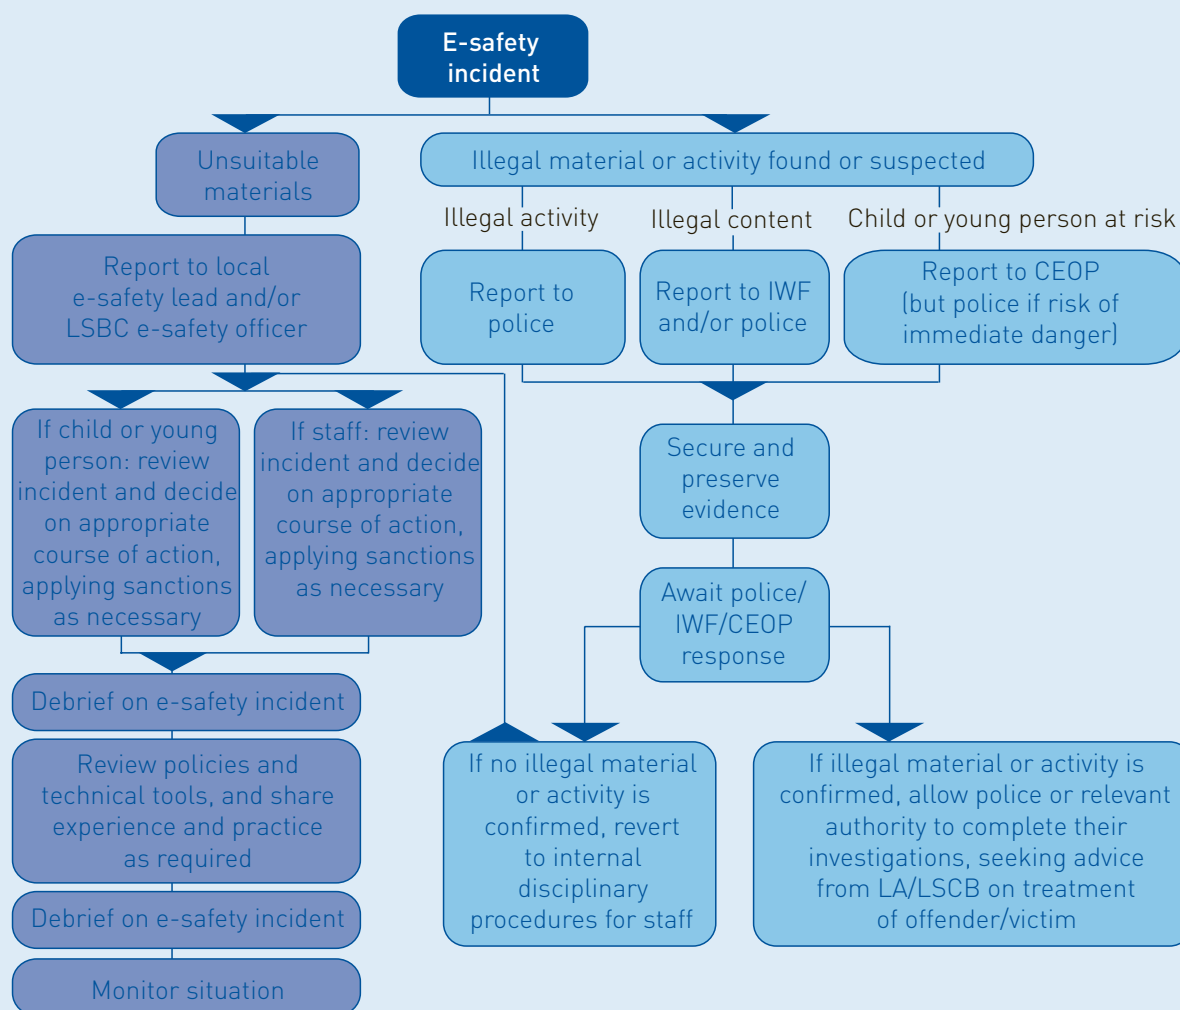 E-safety
incident
Unsuitable
materials
Illegal material or activity found or suspected
Illegal activity
Illegal content
Child or young person at risk
Report to local
e-safety lead and/or
LSBC e-safety officer
Report to
police
Report to IWF
and/or police
Report to CEOP
(but police if risk of
immediate danger)
If child or young
person: review
incident and decide
on appropriate
course of action,
applying sanctions
as necessary
If staff: review
incident and decide
on appropriate
course of action,
applying sanctions
as necessary
Secure and
preserve
evidence
Await police/
IWF/CEOP
response
Debrief on e-safety incident
Review policies and
technical tools, and share
experience and practice
as required
Debrief on e-safety incident
Monitor situation
If no illegal material
or activity is
confirmed, revert
to internal
disciplinary
procedures for staff
If illegal material or activity is
confirmed, allow police or relevant
authority to complete their
investigations, seeking advice
from LA/LSCB on treatment
of offender/victim